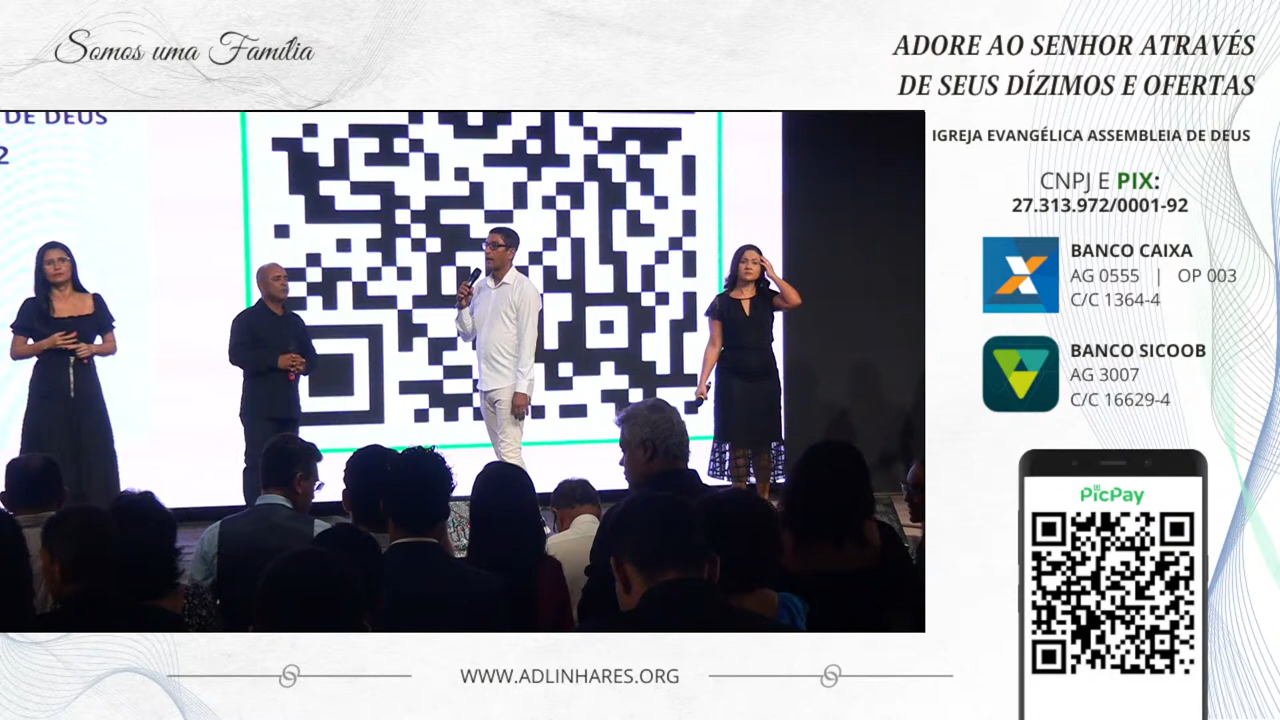 Somos uma Família
ADORE AO SENHOR ATRAVÉS
DE SEUS DÍZIMOS E OFERTAS
DE DEUS
2
IGREJA EVANGÉLICA ASSEMBLEIA DE DEUS
CNPJ E PIX:
27.313.972/0001-92
BANCO CAIXA
AG 0555 | OP 003
C/C 1364-4
BANCO SICOOB
AG 3007
C/C 16629-4
PicPay
WWW.ADLINHARES.ORG